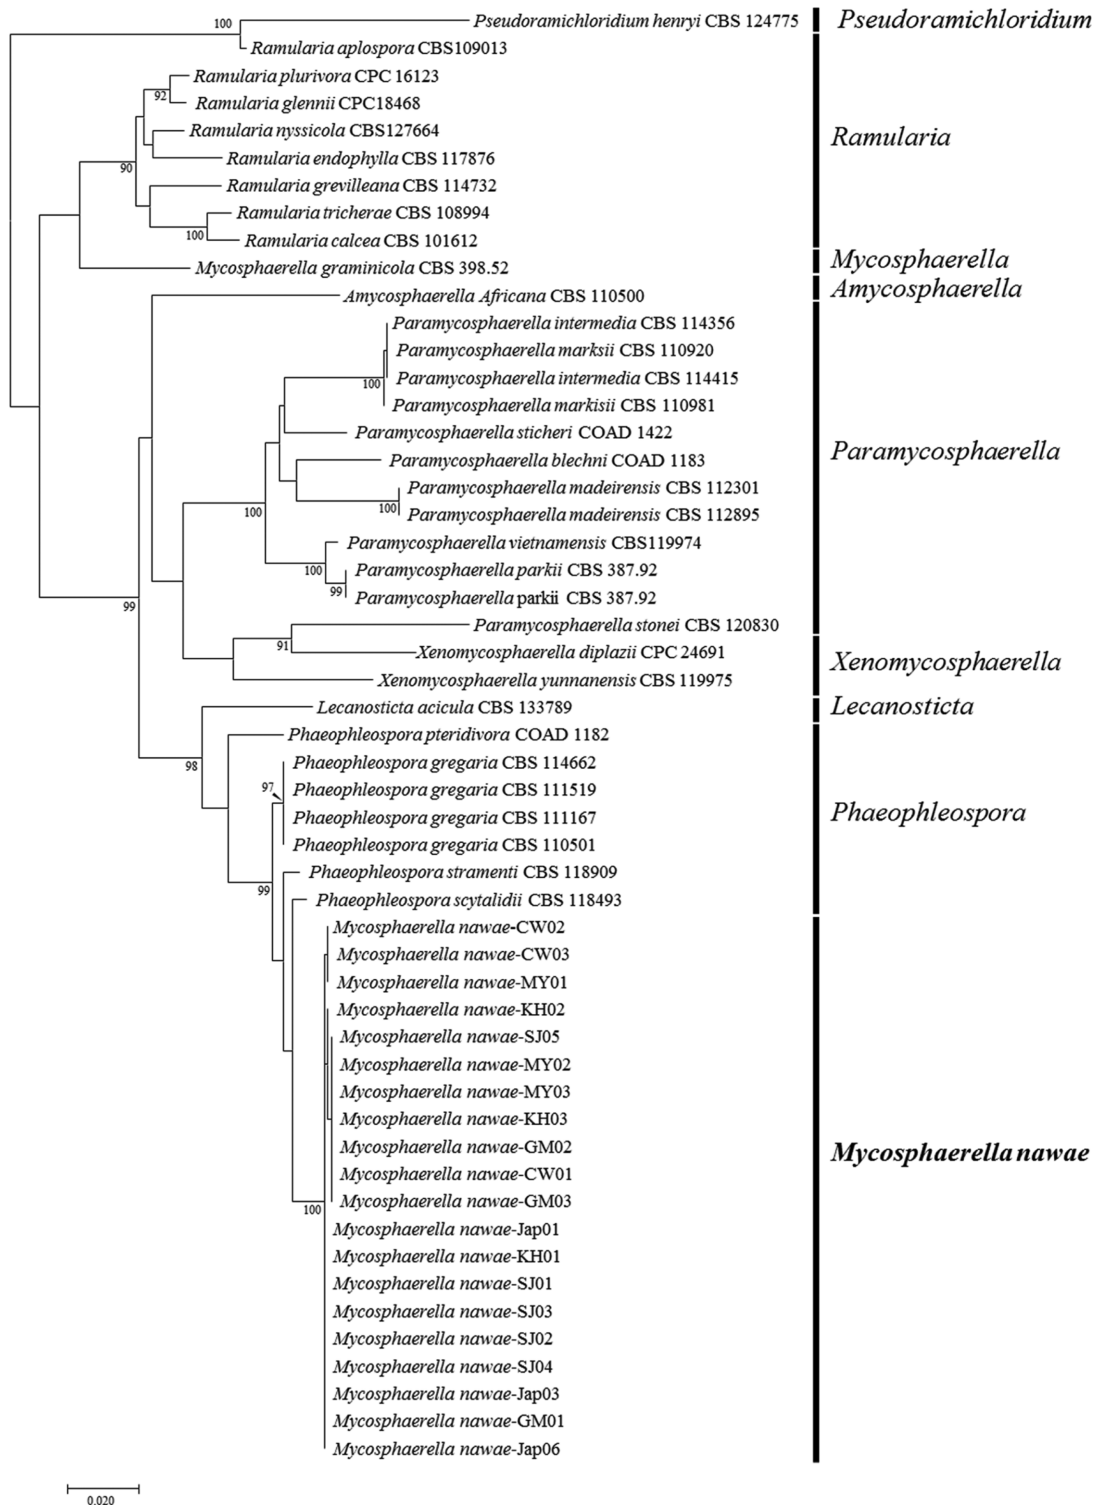 100
Pseudoramichloridium henryi CBS 124775
Pseudoramichloridium
Ramularia aplospora CBS109013
Ramularia plurivora CPC 16123
92
Ramularia glennii CPC18468
Ramularia nyssicola CBS127664
Ramularia
Ramularia endophylla CBS 117876
90
Ramularia grevilleana CBS 114732
Ramularia tricherae CBS 108994
100
Ramularia calcea CBS 101612
Mycosphaerella graminicola CBS 398.52
Mycosphaerella
Amycosphaerella Africana CBS 110500
Amycosphaerella
Paramycosphaerella intermedia CBS 114356
Paramycosphaerella marksii CBS 110920
Paramycosphaerella intermedia CBS 114415
100
Paramycosphaerella markisii CBS 110981
Paramycosphaerella sticheri COAD 1422
Paramycosphaerella
Paramycosphaerella blechni COAD 1183
Paramycosphaerella madeirensis CBS 112301
100
100
Paramycosphaerella madeirensis CBS 112895
Paramycosphaerella vietnamensis CBS119974
100
Paramycosphaerella parkii CBS 387.92
99
Paramycosphaerella parkii CBS 387.92
99
Paramycosphaerella stonei CBS 120830
91
Xenomycosphaerella diplazii CPC 24691
Xenomycosphaerella
Xenomycosphaerella yunnanensis CBS 119975
Lecanosticta acicula CBS 133789
Lecanosticta
Phaeophleospora pteridivora COAD 1182
98
Phaeophleospora gregaria CBS 114662
97
Phaeophleospora gregaria CBS 111519
Phaeophleospora gregaria CBS 111167
Phaeophleospora
Phaeophleospora gregaria CBS 110501
Phaeophleospora stramenti CBS 118909
99
Phaeophleospora scytalidii CBS 118493
Mycosphaerella nawae-CW02
Mycosphaerella nawae-CW03
Mycosphaerella nawae-MY01
Mycosphaerella nawae-KH02
Mycosphaerella nawae-SJ05
Mycosphaerella nawae-MY02
Mycosphaerella nawae-MY03
Mycosphaerella nawae-KH03
Mycosphaerella nawae-GM02
Mycosphaerella nawae
Mycosphaerella nawae-CW01
Mycosphaerella nawae-GM03
100
Mycosphaerella nawae-Jap01
Mycosphaerella nawae-KH01
Mycosphaerella nawae-SJ01
Mycosphaerella nawae-SJ03
Mycosphaerella nawae-SJ02
Mycosphaerella nawae-SJ04
Mycosphaerella nawae-Jap03
Mycosphaerella nawae-GM01
Mycosphaerella nawae-Jap06
0.020